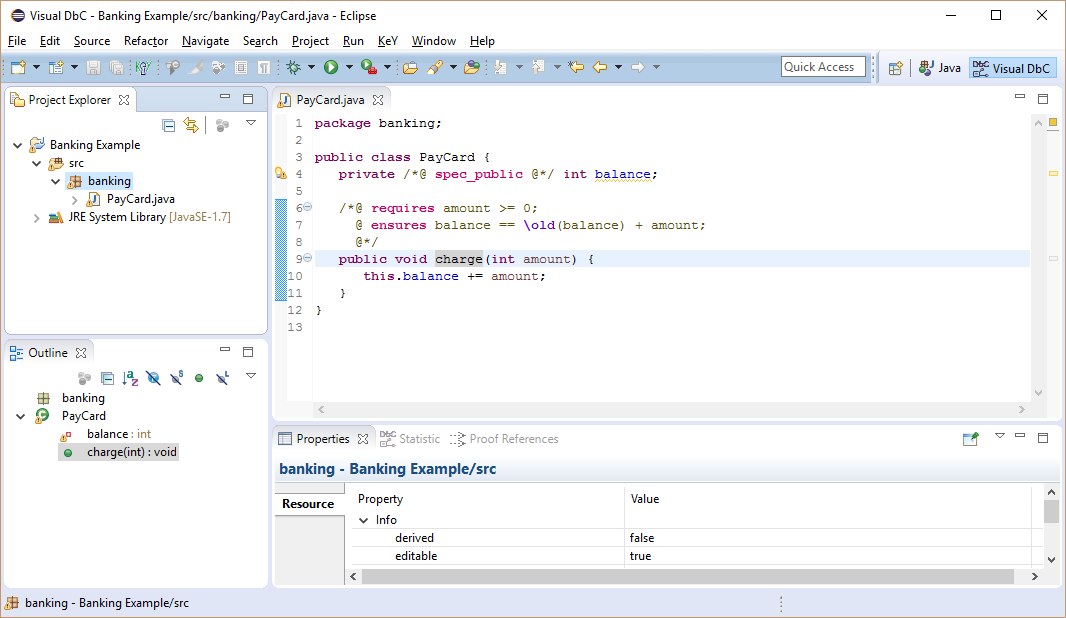 Visual DbC - Banking Example/src/banking/PayCard.java - Eclipse
File Edit Source Refactor Navigate Search Project Run KeY Window Help
Quick Access Java DbC Visual DbC
Project Explorer
Banking Example
src
banking
PayCard.java
JRE System Library [JavaSE-1.7]
PayCard.java
1 package banking;
2
3 public class PayCard {
4 private /*@ spec_public @*/ int balance;
5
6 /*@ requires amount >= 0;
7 @ ensures balance == \old(balance) + amount;
8 @*/
9 public void charge(int amount) {
10 this.balance += amount;
11 }
12 }
13
Outline
banking
PayCard
balance : int
charge(int) : void
Properties DbC Statistic Proof References
banking - Banking Example/src
Resource
Property Value
Info
derived false
editable true
banking - Banking Example/src